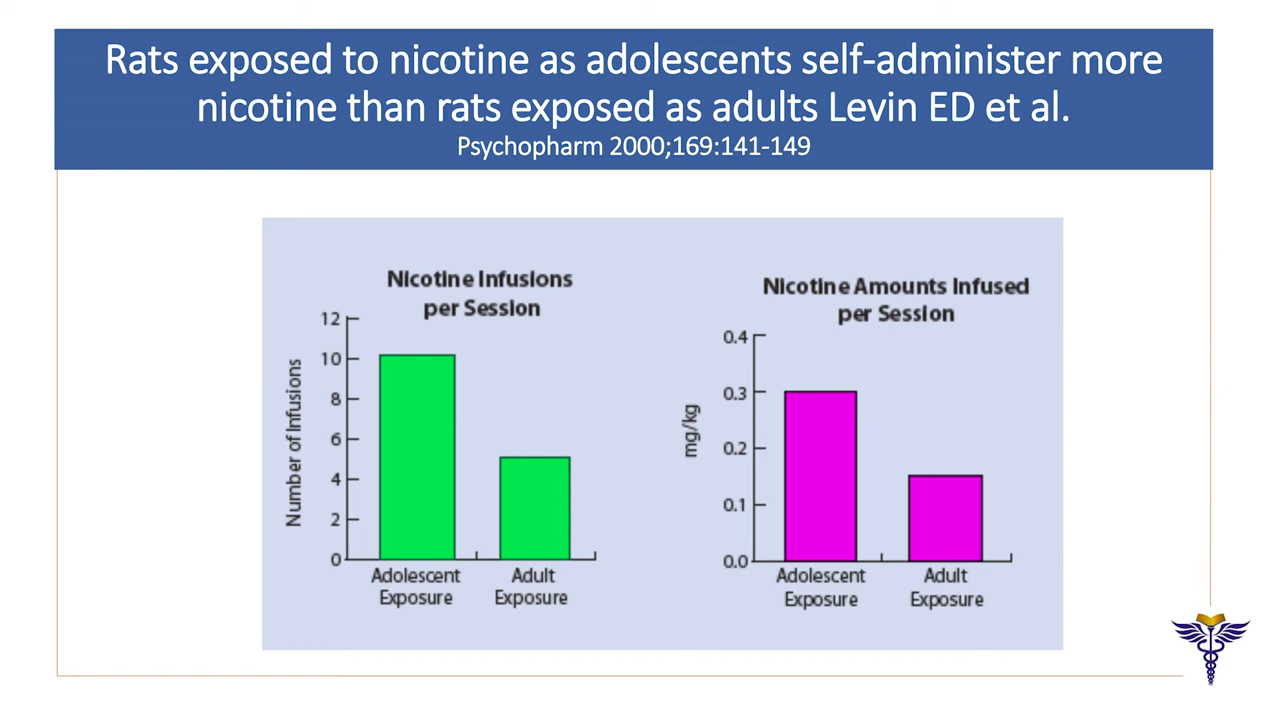 Rats exposed to nicotine as adolescents self-administer more
nicotine than rats exposed as adults Levin ED et al.
Psychopharm 2000;169:141-149
Nicotine Infusions
per Session
12
10
8
6
4
2
0
Number of Infusions
Adolescent
Exposure
Adult
Exposure
Nicotine Amounts Infused
per Session
0.4
0.3
0.2
0.1
0.0
mg/kg
Adolescent
Exposure
Adult
Exposure